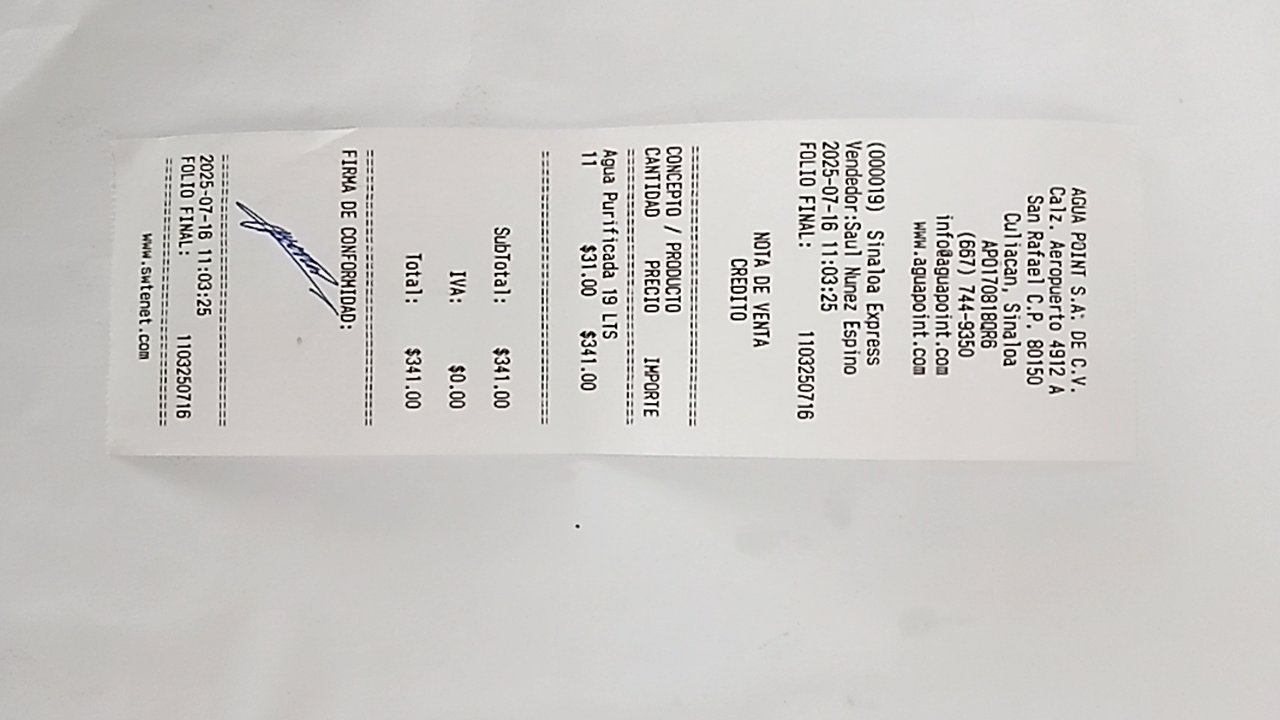 AGUA POINT S.A. DE C.V.
Calz. Aeropuerto 4912 A
San Rafael C.P. 80150
Culiacan, Sinaloa
APO170818QR6
(667) 744-9350
info@aguapoint.com
www.aguapoint.com
(000019) Sinaloa Express
Vendedor:Saul Nunez Espino
2025-07-16 11:03:25
FOLIO FINAL: 1103250716
NOTA DE VENTA
CREDITO
================================
CONCEPTO / PRODUCTO
CANTIDAD PRECIO IMPORTE
================================
Agua Purificada 19 LTS
11 $31.00 $341.00
================================
SubTotal: $341.00
IVA: $0.00
Total: $341.00
================================
FIRMA DE CONFORMIDAD:
================================
2025-07-16 11:03:25
FOLIO FINAL: 1103250716
================================
www.swtenet.com